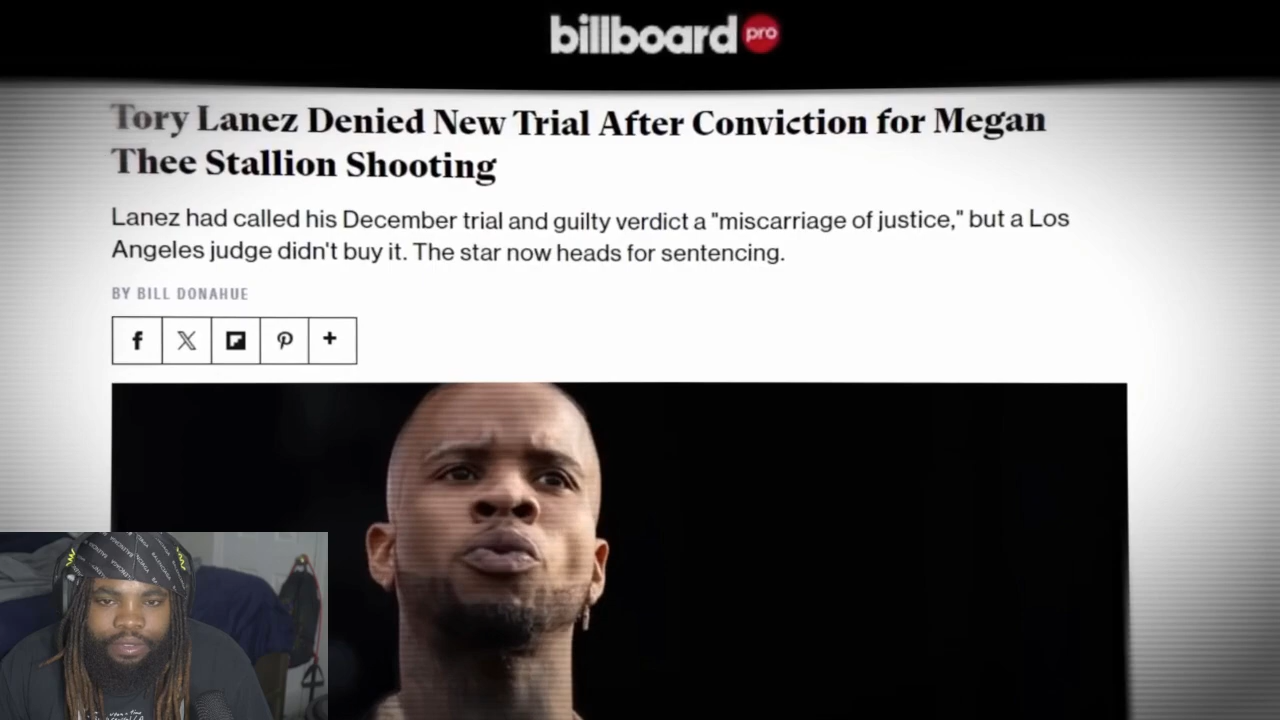 billboard pro
Tory Lanez Denied New Trial After Conviction for Megan
Thee Stallion Shooting
Lanez had called his December trial and guilty verdict a "miscarriage of justice," but a Los
Angeles judge didn't buy it. The star now heads for sentencing.
BY BILL DONAHUE